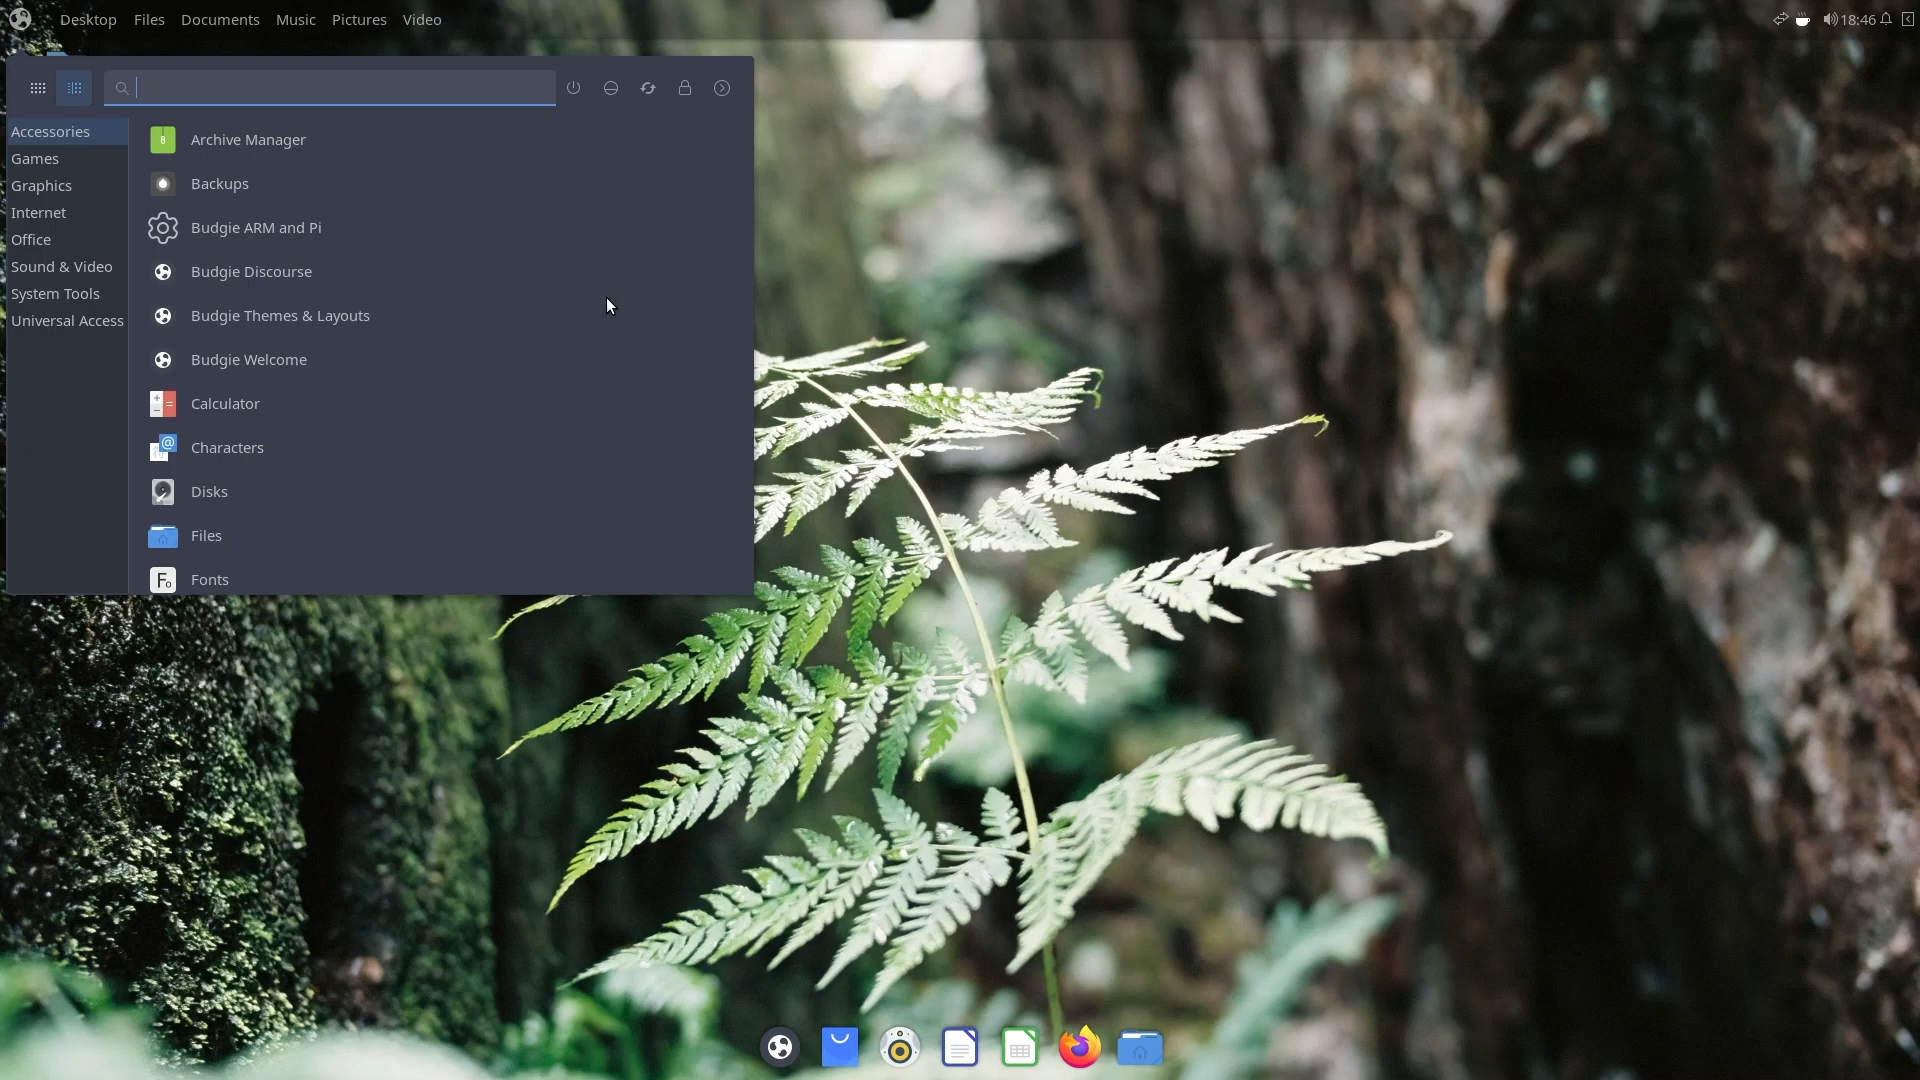 Desktop Files Documents Music Pictures Video 18:46
Accessories
Games
Graphics
Internet
Office
Sound & Video
System Tools
Universal Access
Archive Manager
Backups
Budgie ARM and Pi
Budgie Discourse
Budgie Themes & Layouts
Budgie Welcome
Calculator
Characters
Disks
Files
Fonts